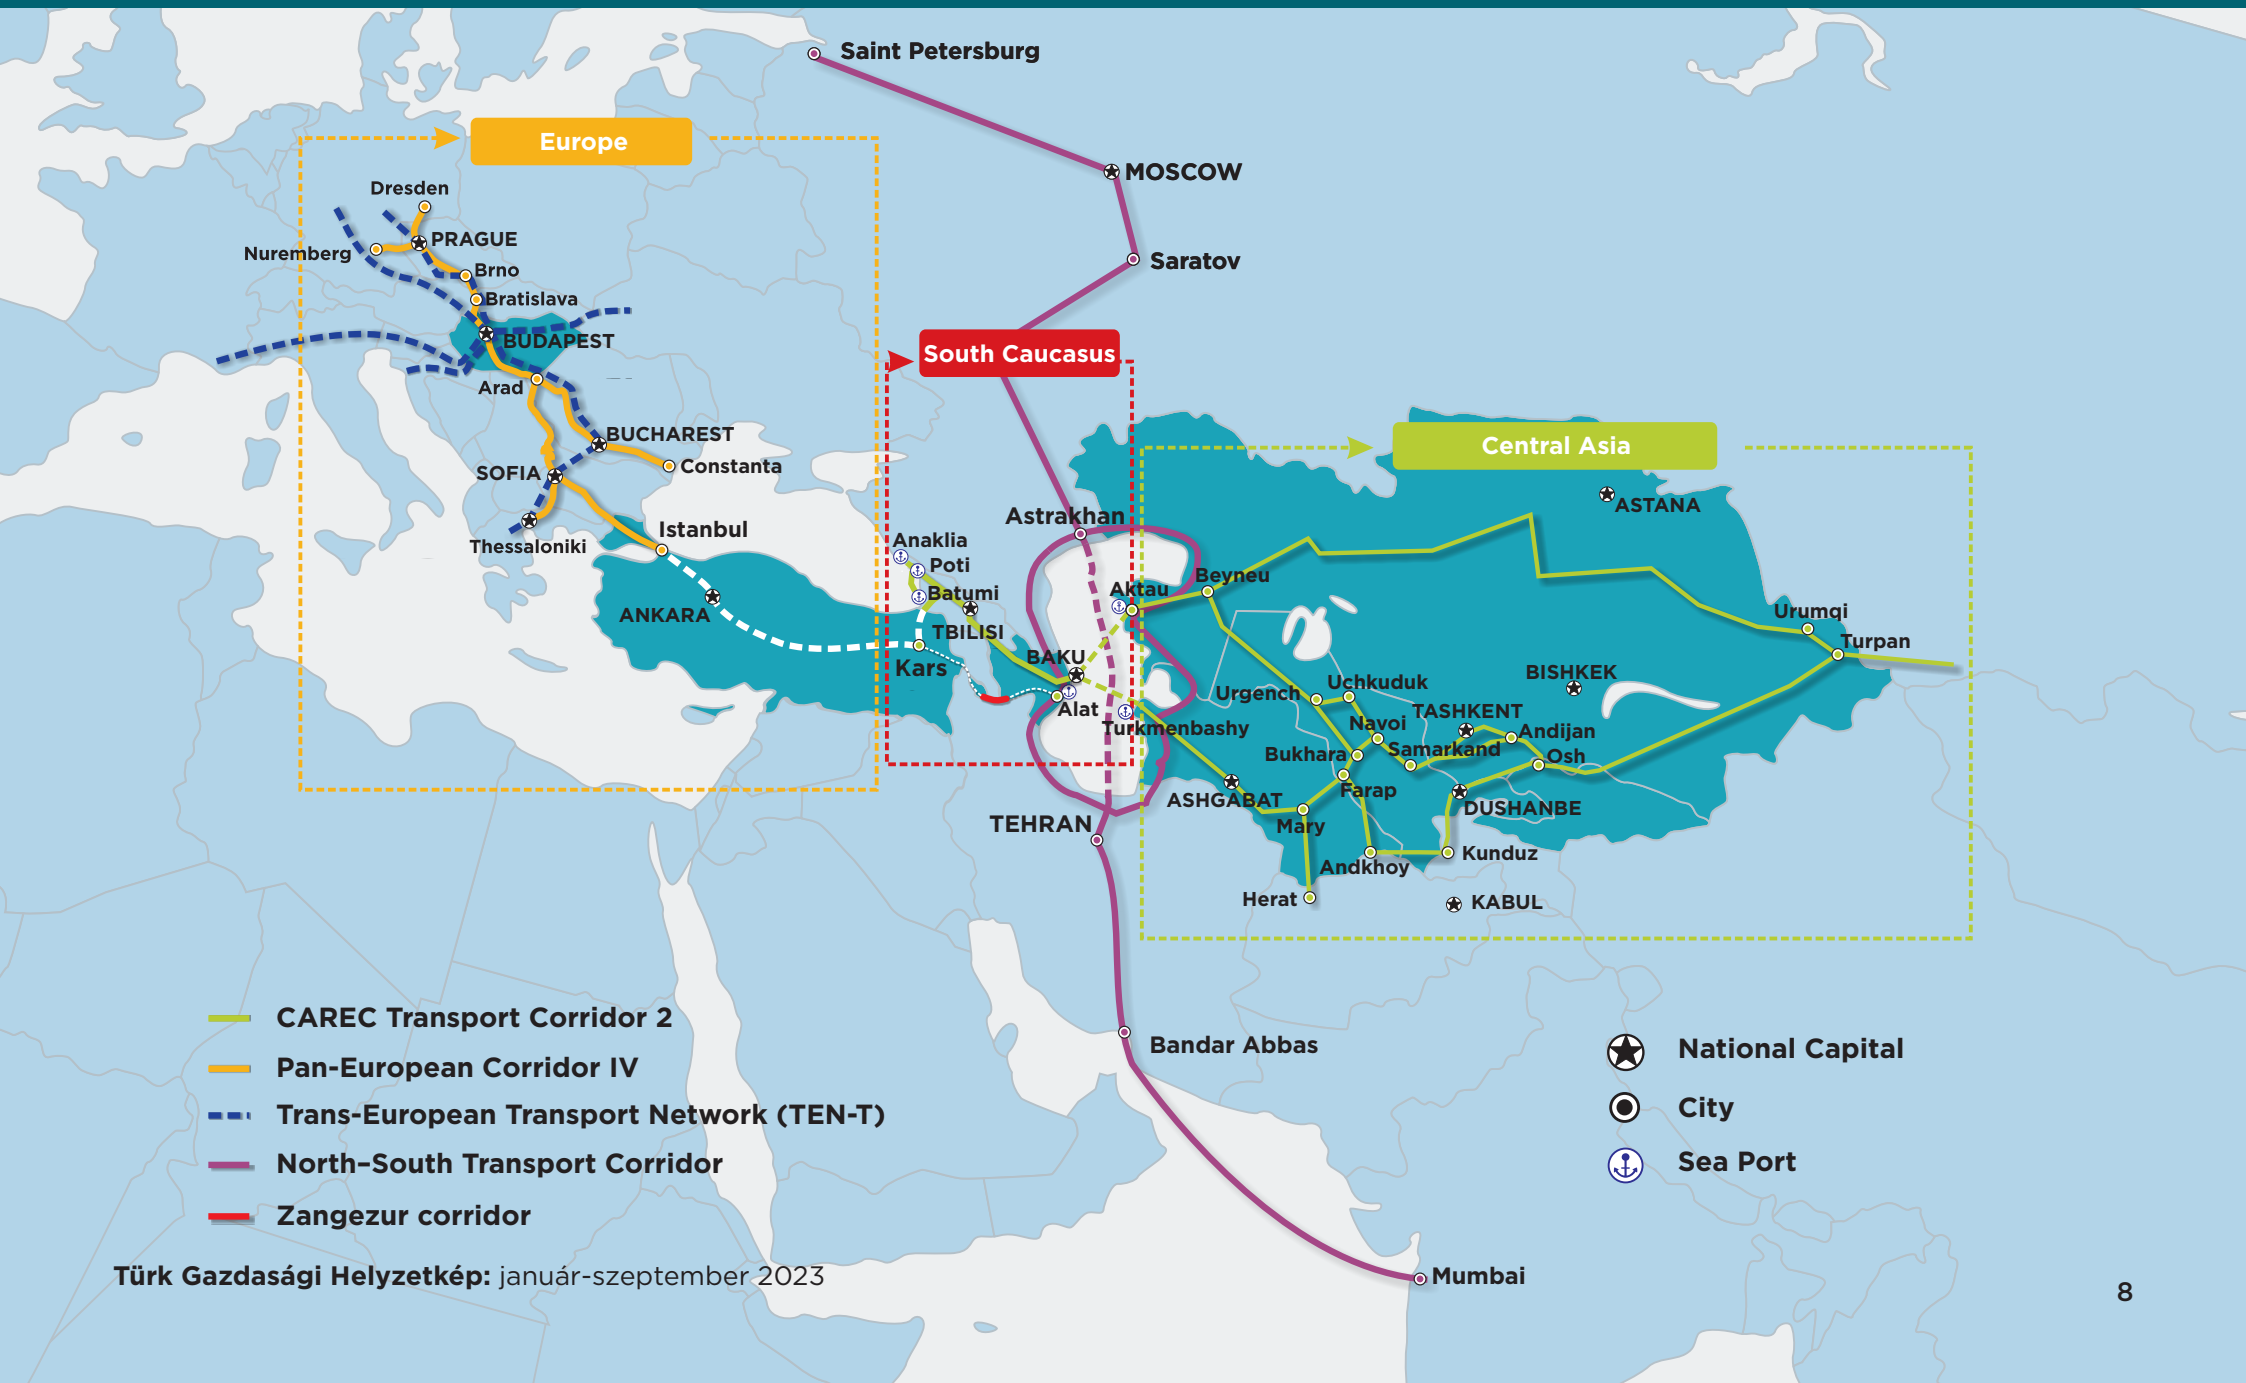 Saint Petersburg
MOSCOW
Saratov
Europe
Dresden
PRAGUE
Nuremberg
Brno
Bratislava
BUDAPEST
Arad
BUCHAREST
Constanta
SOFIA
Thessaloniki
Istanbul
ANKARA
South Caucasus
Astrakhan
Anaklia
Poti
Batumi
TBILISI
Kars
BAKU
Alat
Aktau
Turkmenbashy
TEHRAN
Central Asia
ASTANA
Beyneu
Urumqi
Turpan
BISHKEK
Urgench
Uchkuduk
TASHKENT
Navoi
Andijan
Bukhara
Samarkand
Osh
Farap
ASHGABAT
DUSHANBE
Mary
Andkhoy
Kunduz
Herat
KABUL
Bandar Abbas
Mumbai
CAREC Transport Corridor 2
Pan-European Corridor IV
Trans-European Transport Network (TEN-T)
North–South Transport Corridor
Zangezur corridor
National Capital
City
Sea Port
Türk Gazdasági Helyzetkép: január-szeptember 2023
8